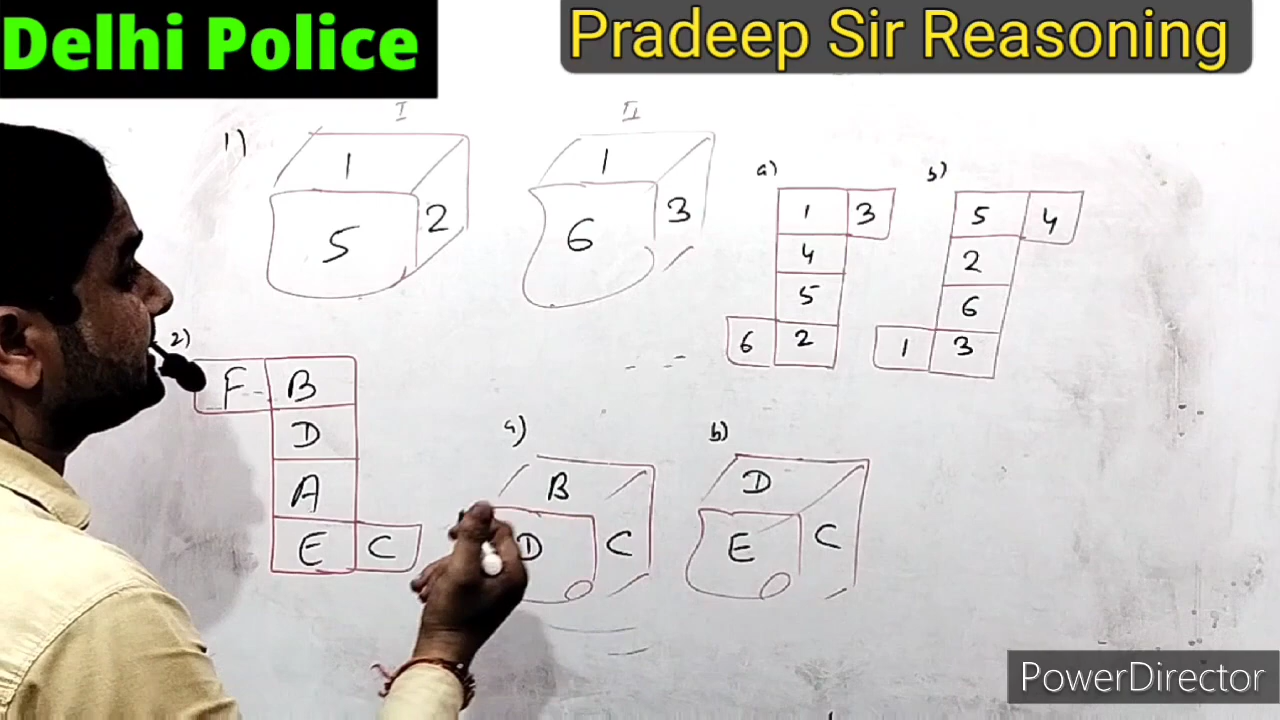 Delhi Police
Pradeep Sir Reasoning
I
II
1)
1
5
2
1
6
3
a)
1 3
4
5
6 2
b)
5 4
2
6
1 3
2)
F B
D
A
E C
a)
B
D
C
b)
D
E
C
PowerDirector